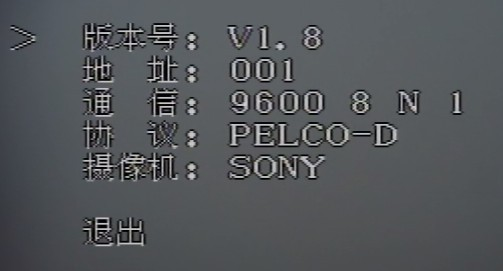 > 版本号：V1.8
地 址：001
通 信：9600 8 N 1
协 议：PELCO-D
摄像机：SONY
退出